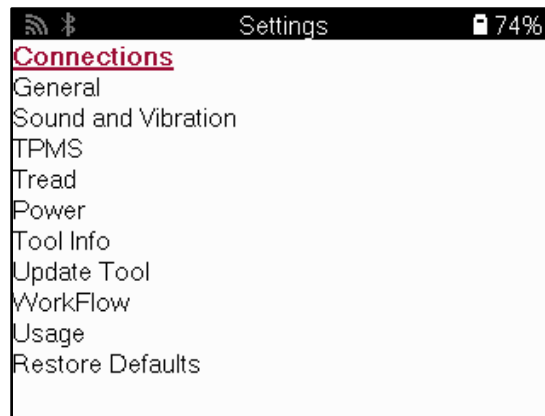 Settings 74%
Connections
General
Sound and Vibration
TPMS
Tread
Power
Tool Info
Update Tool
WorkFlow
Usage
Restore Defaults